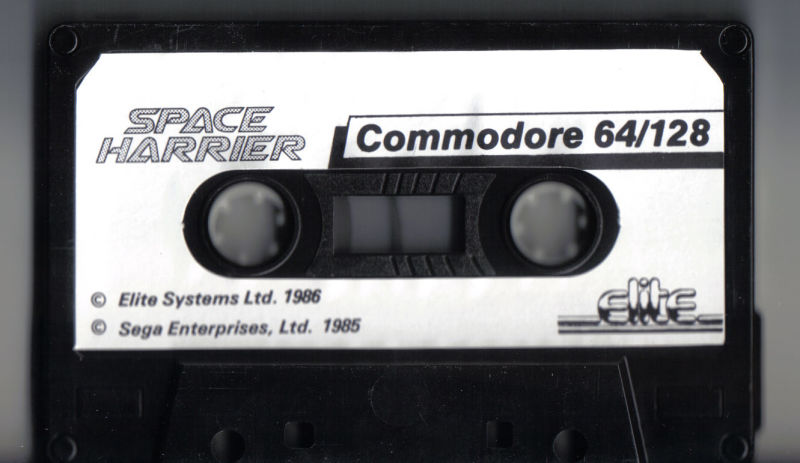 SPACE
HARRIER
Commodore 64/128
© Elite Systems Ltd. 1986
© Sega Enterprises, Ltd. 1985
elite